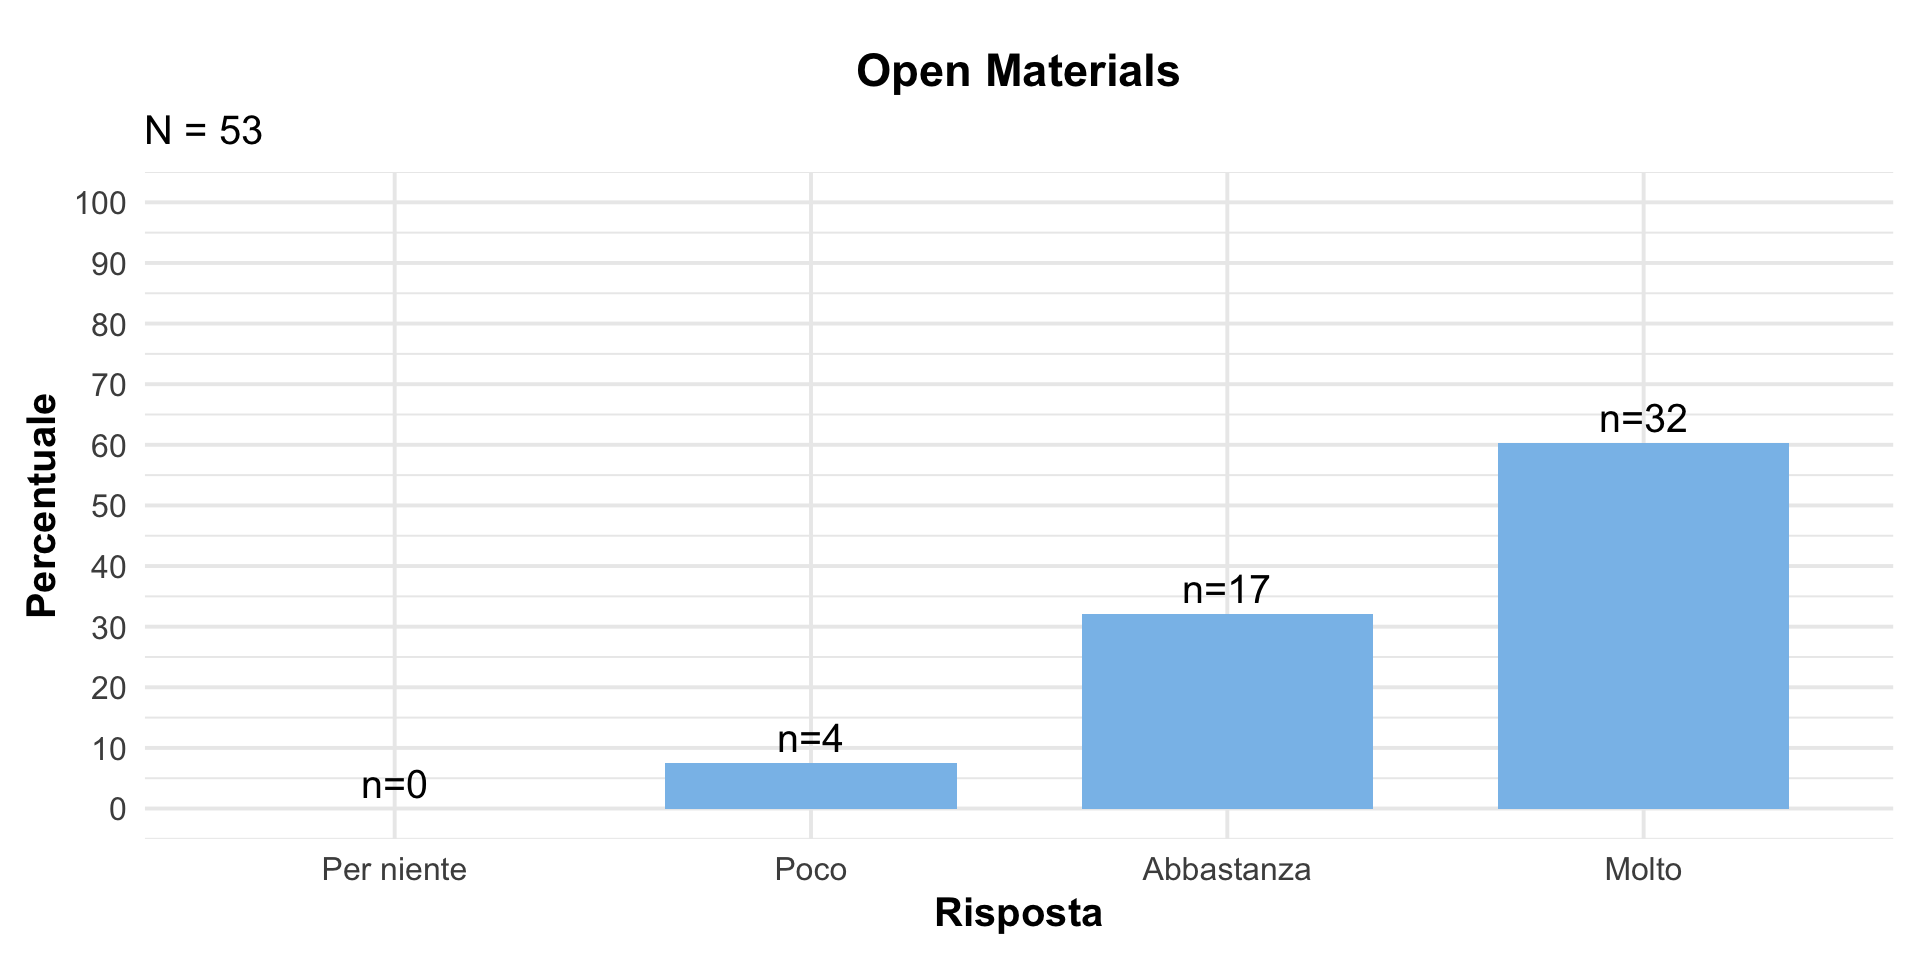 Open Materials
N = 53
100
90
80
70
60
50
40
30
20
10
0
Percentuale
n=0
n=4
n=17
n=32
Per niente
Poco
Abbastanza
Molto
Risposta